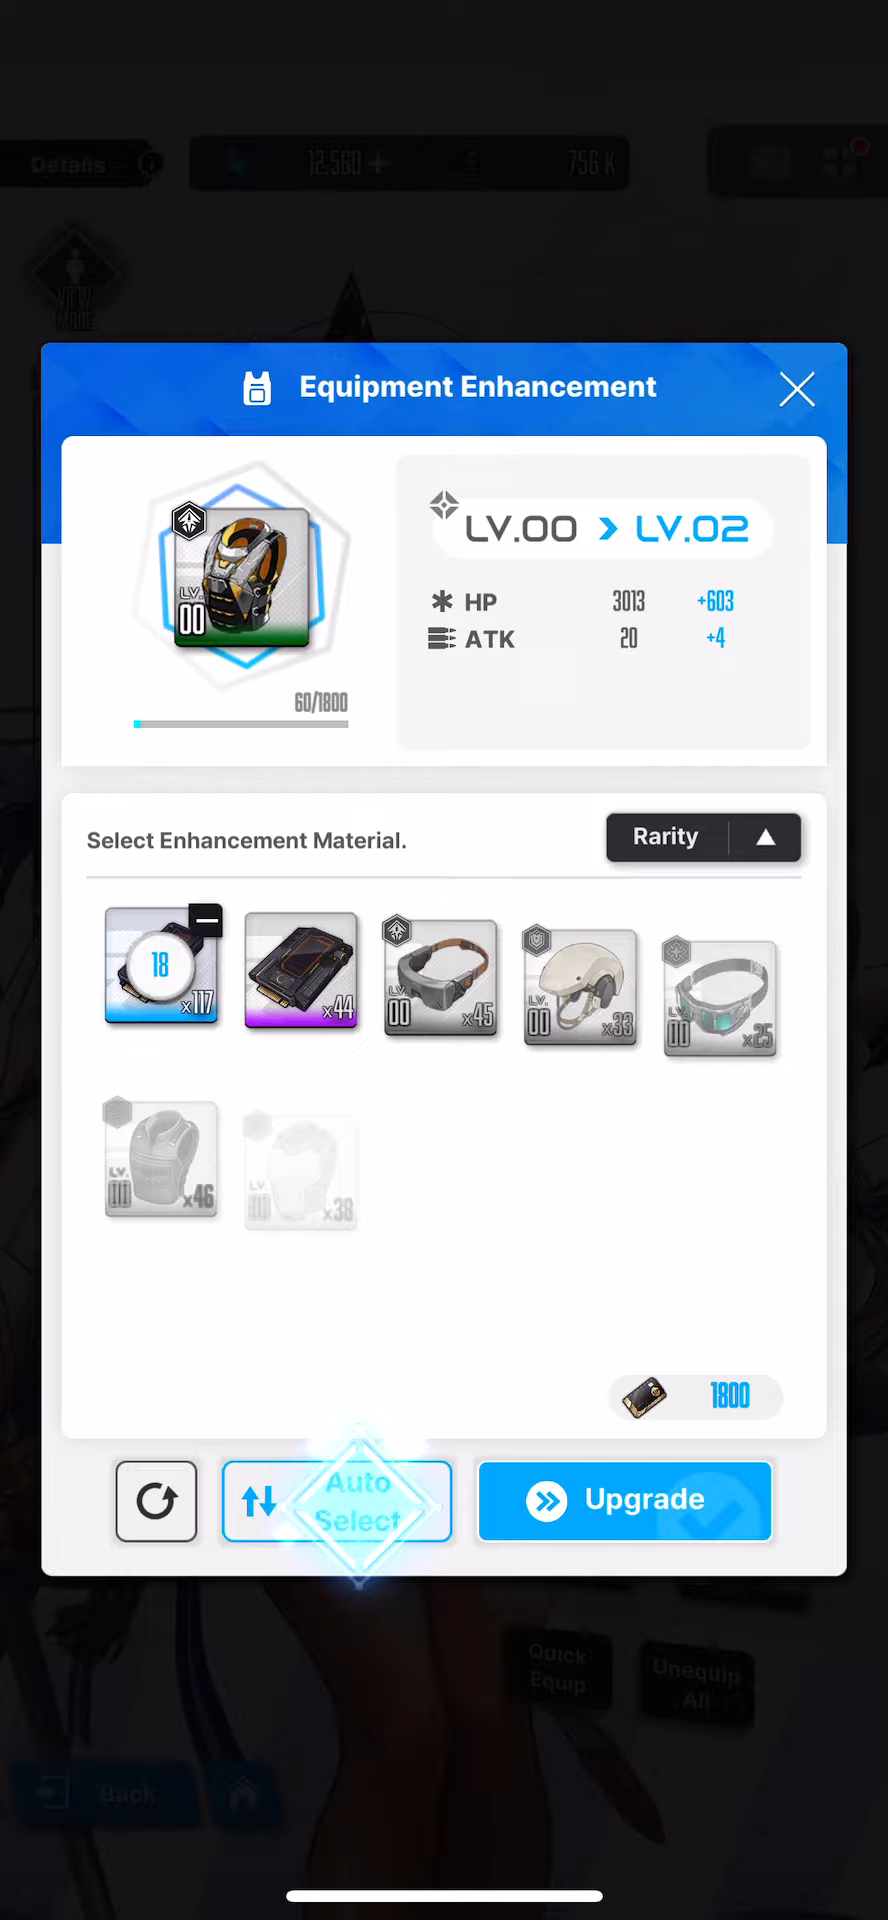 Details
12,560
756 K
VIEW
MODE
Equipment Enhancement
LV.
00
60/1800
LV.00 LV.02
HP 3013 +603
ATK 20 +4
Select Enhancement Material.
Rarity
18
x117
x44
LV.
00
x45
LV.
00
x33
LV.
00
x25
LV.
00
x46
LV.
00
x38
1800
Auto
Select
Upgrade
Quick
Equip
Unequip
All
Back